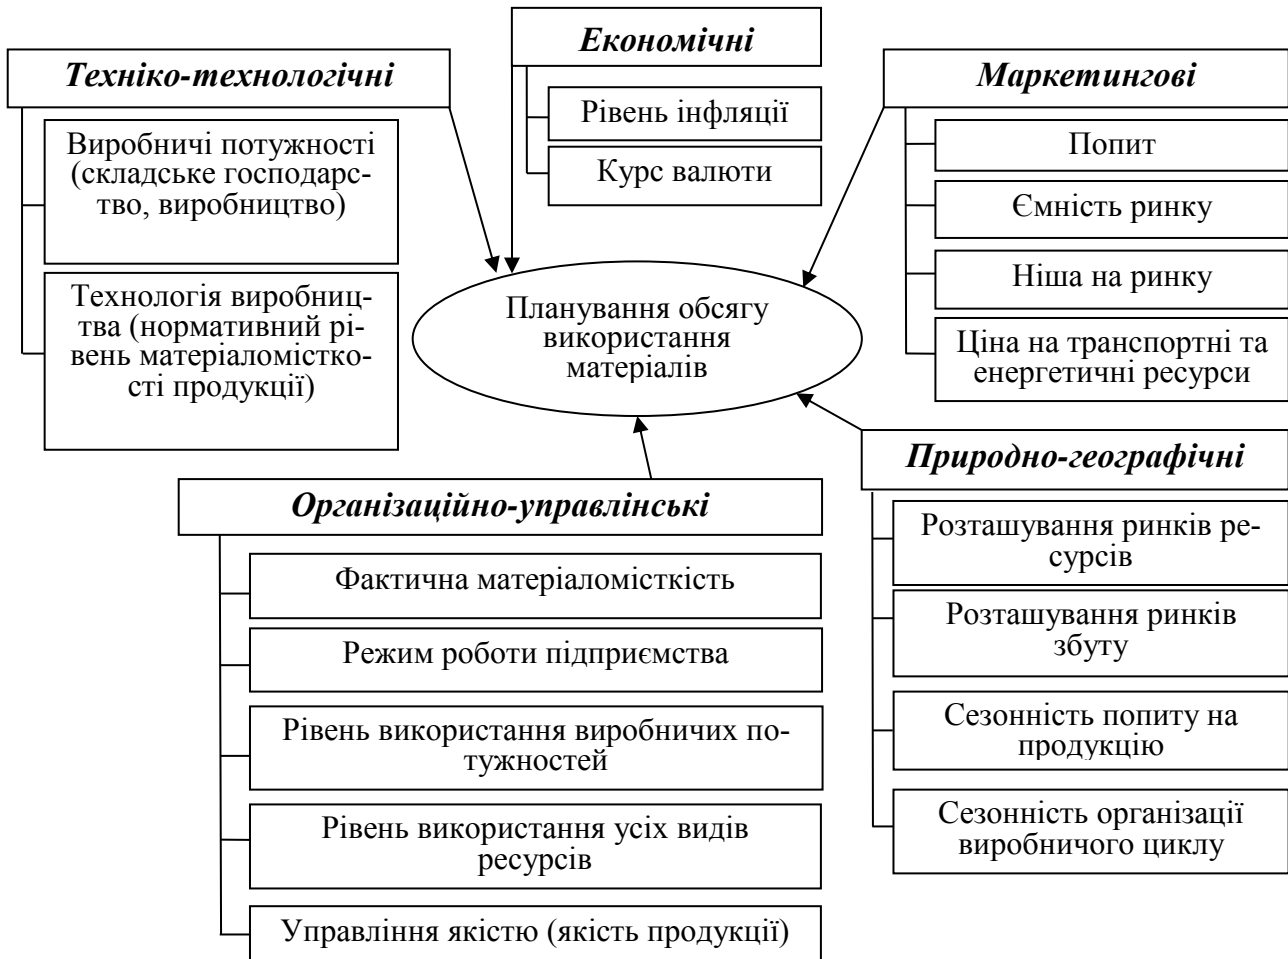 Економічні
Рівень інфляції
Курс валюти
Техніко-технологічні
Виробничі потужності
(складське господарс-
тво, виробництво)
Технологія виробниц-
тва (нормативний рі-
вень матеріаломістко-
сті продукції)
Маркетингові
Попит
Ємність ринку
Ніша на ринку
Ціна на транспортні та
енергетичні ресурси
Планування обсягу
використання
матеріалів
Природно-географічні
Розташування ринків ре-
сурсів
Розташування ринків
збуту
Сезонність попиту на
продукцію
Сезонність організації
виробничого циклу
Організаційно-управлінські
Фактична матеріаломісткість
Режим роботи підприємства
Рівень використання виробничих по-
тужностей
Рівень використання усіх видів
ресурсів
Управління якістю (якість продукції)